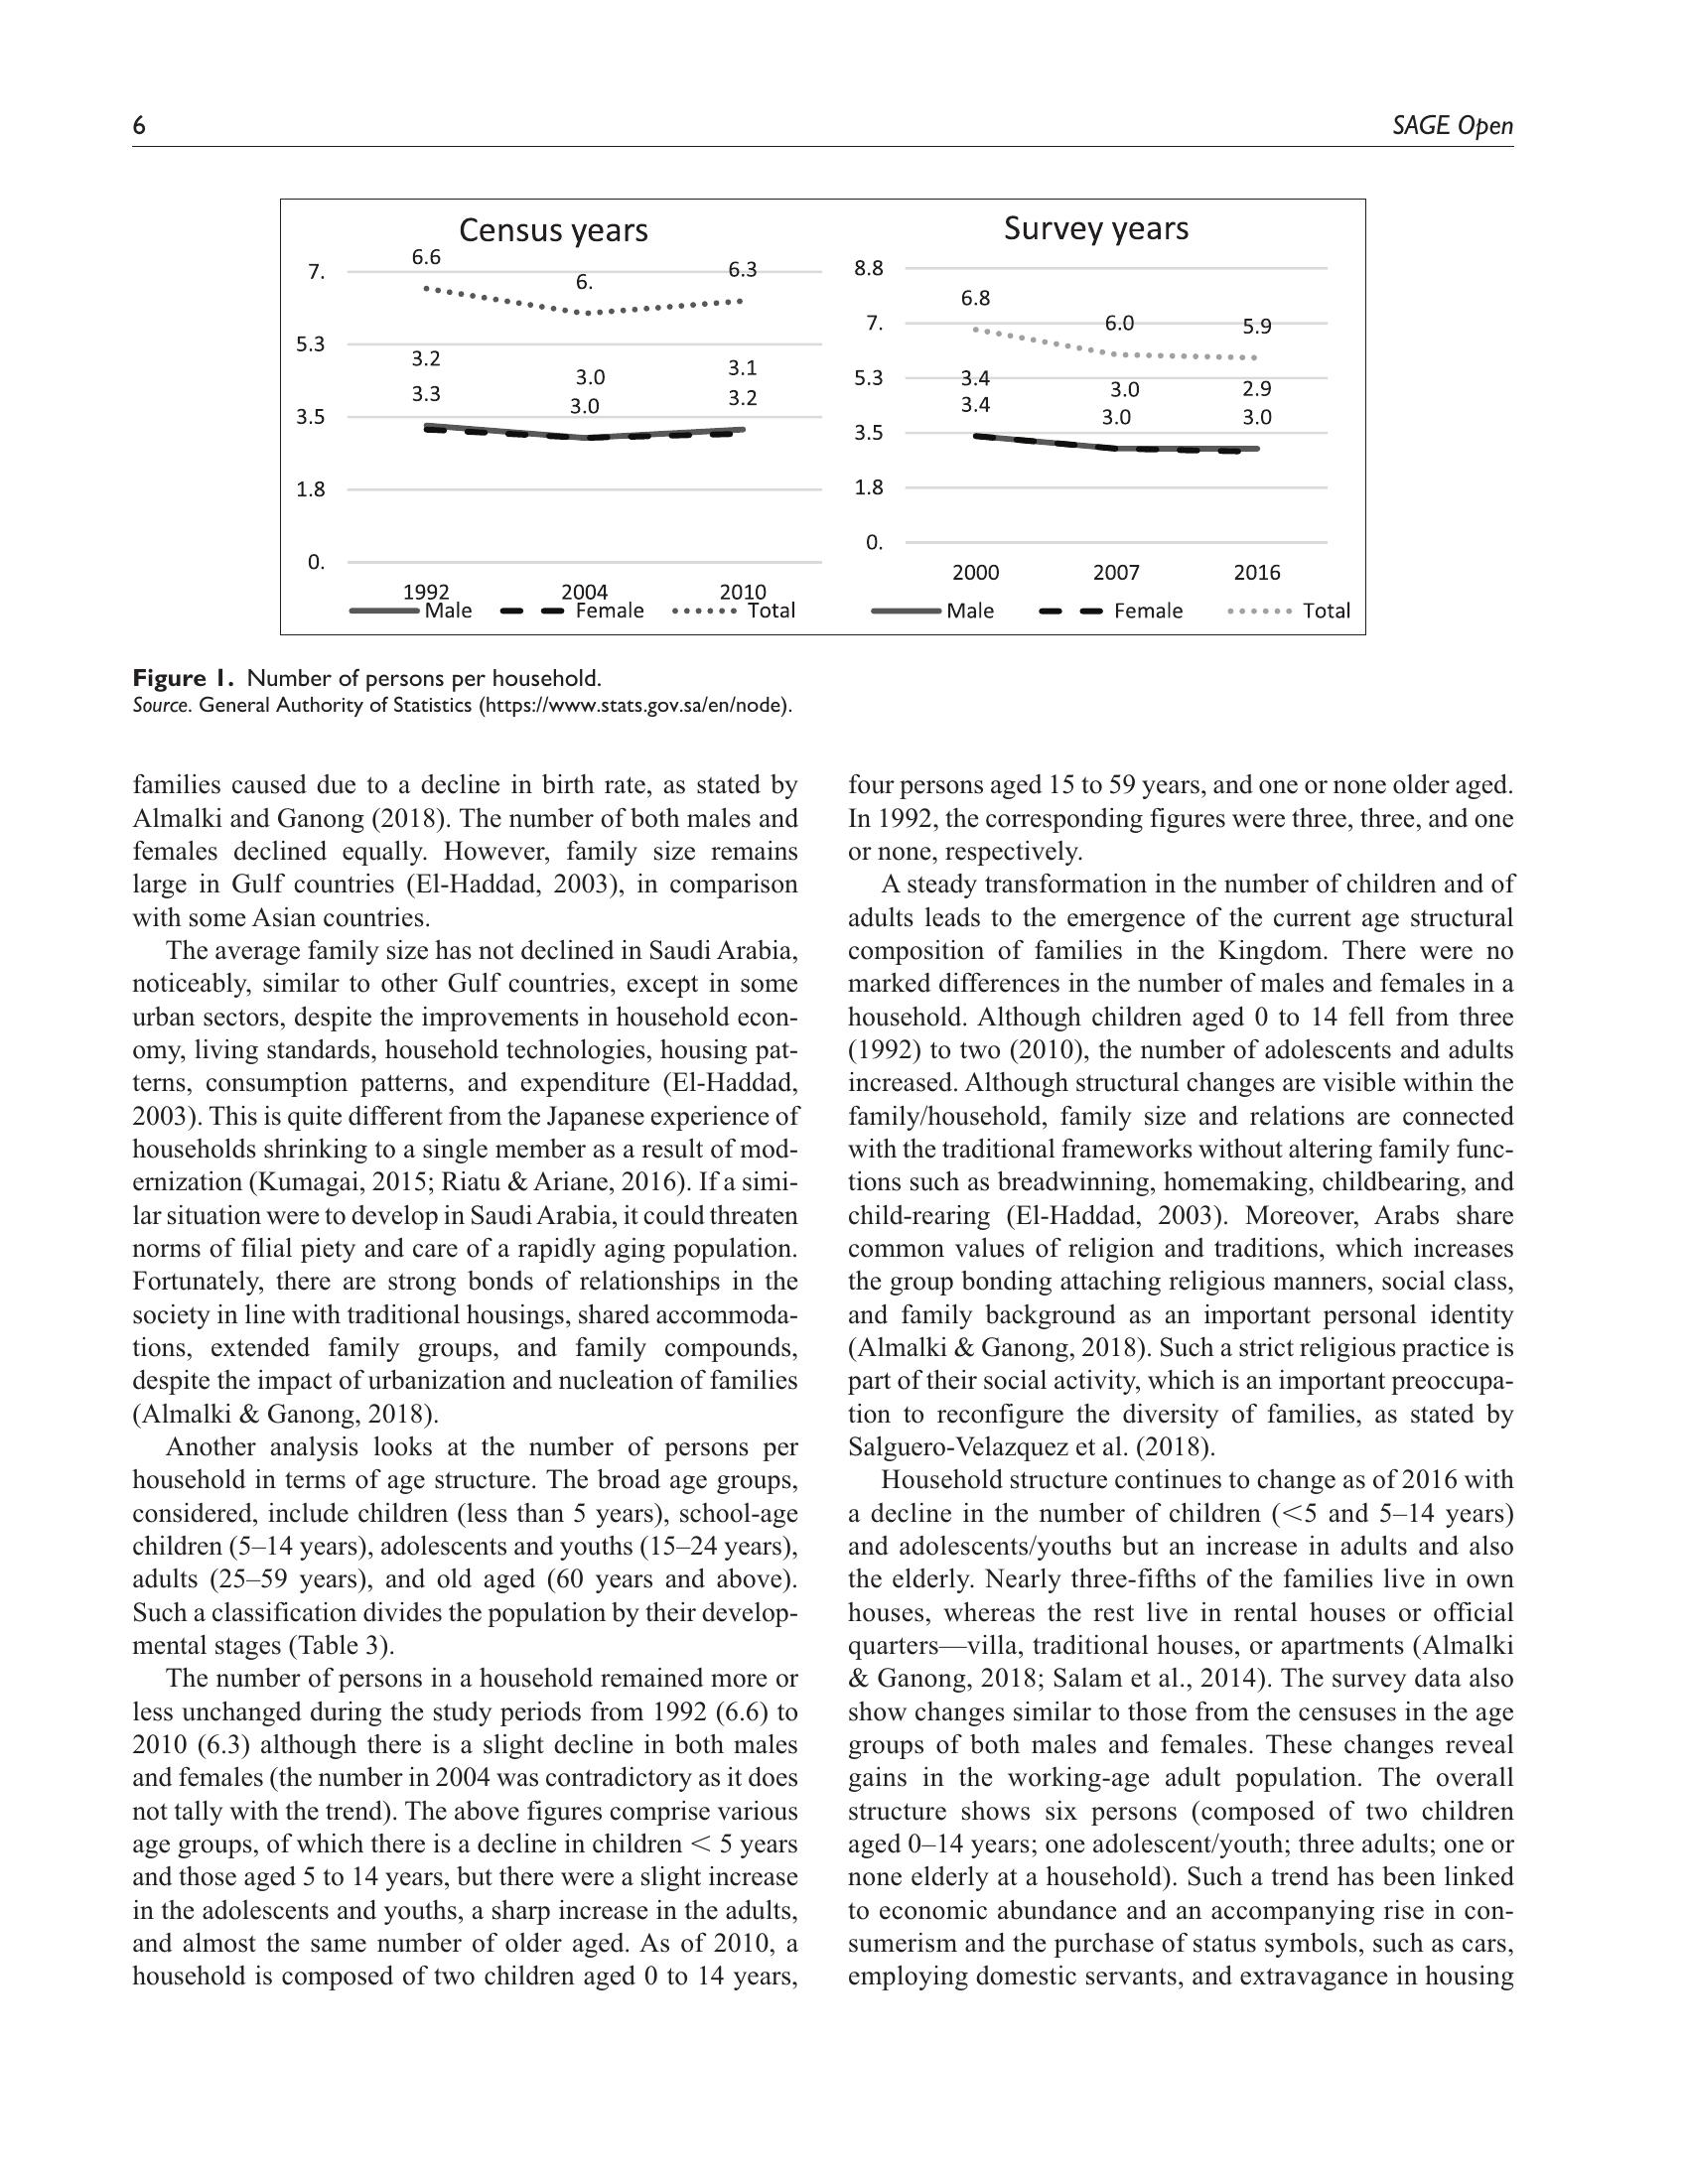 6
SAGE Open
Census years
7.
5.3
3.5
1.8
0.
6.6
6.
6.3
3.2
3.0
3.1
3.3
3.0
3.2
1992
2004
2010
Male
Female
Total
Survey years
8.8
7.
5.3
3.5
1.8
0.
6.8
6.0
5.9
3.4
3.0
2.9
3.4
3.0
3.0
2000
2007
2016
Male
Female
Total
Figure 1. Number of persons per household.
Source. General Authority of Statistics (https://www.stats.gov.sa/en/node).
families caused due to a decline in birth rate, as stated by
Almalki and Ganong (2018). The number of both males and
females declined equally. However, family size remains
large in Gulf countries (El-Haddad, 2003), in comparison
with some Asian countries.
The average family size has not declined in Saudi Arabia,
noticeably, similar to other Gulf countries, except in some
urban sectors, despite the improvements in household econ-
omy, living standards, household technologies, housing pat-
terns, consumption patterns, and expenditure (El-Haddad,
2003). This is quite different from the Japanese experience of
households shrinking to a single member as a result of mod-
ernization (Kumagai, 2015; Riatu & Ariane, 2016). If a simi-
lar situation were to develop in Saudi Arabia, it could threaten
norms of filial piety and care of a rapidly aging population.
Fortunately, there are strong bonds of relationships in the
society in line with traditional housings, shared accommoda-
tions, extended family groups, and family compounds,
despite the impact of urbanization and nucleation of families
(Almalki & Ganong, 2018).
Another analysis looks at the number of persons per
household in terms of age structure. The broad age groups,
considered, include children (less than 5 years), school-age
children (5–14 years), adolescents and youths (15–24 years),
adults (25–59 years), and old aged (60 years and above).
Such a classification divides the population by their develop-
mental stages (Table 3).
The number of persons in a household remained more or
less unchanged during the study periods from 1992 (6.6) to
2010 (6.3) although there is a slight decline in both males
and females (the number in 2004 was contradictory as it does
not tally with the trend). The above figures comprise various
age groups, of which there is a decline in children < 5 years
and those aged 5 to 14 years, but there were a slight increase
in the adolescents and youths, a sharp increase in the adults,
and almost the same number of older aged. As of 2010, a
household is composed of two children aged 0 to 14 years,
four persons aged 15 to 59 years, and one or none older aged.
In 1992, the corresponding figures were three, three, and one
or none, respectively.
A steady transformation in the number of children and of
adults leads to the emergence of the current age structural
composition of families in the Kingdom. There were no
marked differences in the number of males and females in a
household. Although children aged 0 to 14 fell from three
(1992) to two (2010), the number of adolescents and adults
increased. Although structural changes are visible within the
family/household, family size and relations are connected
with the traditional frameworks without altering family func-
tions such as breadwinning, homemaking, childbearing, and
child-rearing (El-Haddad, 2003). Moreover, Arabs share
common values of religion and traditions, which increases
the group bonding attaching religious manners, social class,
and family background as an important personal identity
(Almalki & Ganong, 2018). Such a strict religious practice is
part of their social activity, which is an important preoccupa-
tion to reconfigure the diversity of families, as stated by
Salguero-Velazquez et al. (2018).
Household structure continues to change as of 2016 with
a decline in the number of children (<5 and 5–14 years)
and adolescents/youths but an increase in adults and also
the elderly. Nearly three-fifths of the families live in own
houses, whereas the rest live in rental houses or official
quarters—villa, traditional houses, or apartments (Almalki
& Ganong, 2018; Salam et al., 2014). The survey data also
show changes similar to those from the censuses in the age
groups of both males and females. These changes reveal
gains in the working-age adult population. The overall
structure shows six persons (composed of two children
aged 0–14 years; one adolescent/youth; three adults; one or
none elderly at a household). Such a trend has been linked
to economic abundance and an accompanying rise in con-
sumerism and the purchase of status symbols, such as cars,
employing domestic servants, and extravagance in housing